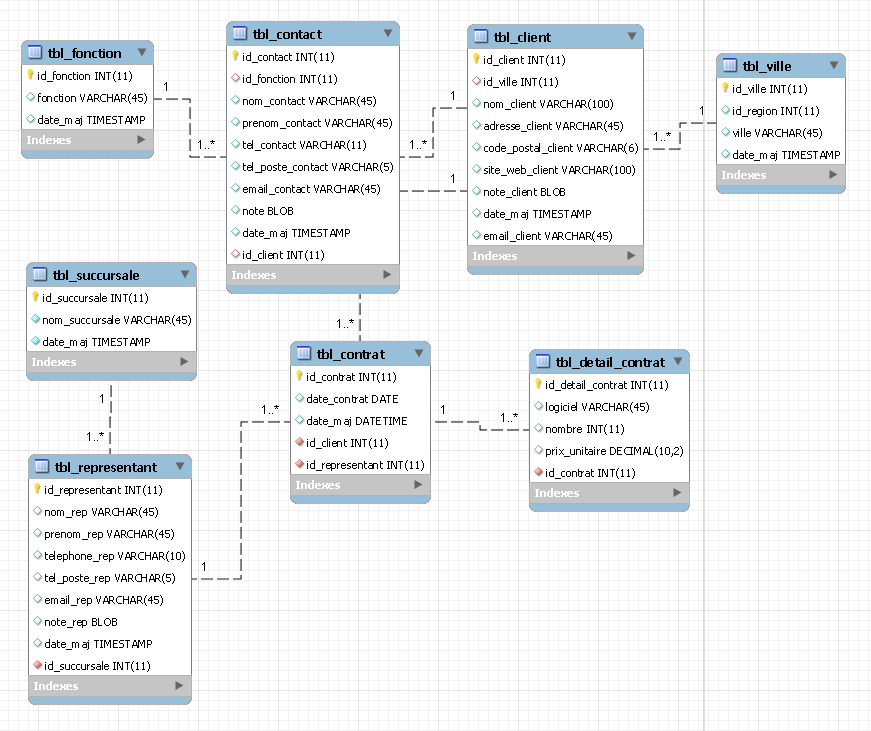 tbl_fonction
id_fonction INT(11)
fonction VARCHAR(45)
date_maj TIMESTAMP
Indexes
1
1..*
tbl_contact
id_contact INT(11)
id_fonction INT(11)
nom_contact VARCHAR(45)
prenom_contact VARCHAR(45)
tel_contact VARCHAR(11)
tel_poste_contact VARCHAR(5)
email_contact VARCHAR(45)
note BLOB
date_maj TIMESTAMP
id_client INT(11)
Indexes
1
1..*
1
1..*
tbl_client
id_client INT(11)
id_ville INT(11)
nom_client VARCHAR(100)
adresse_client VARCHAR(45)
code_postal_client VARCHAR(6)
site_web_client VARCHAR(100)
note_client BLOB
date_maj TIMESTAMP
email_client VARCHAR(45)
Indexes
1..*
1
tbl_ville
id_ville INT(11)
id_region INT(11)
ville VARCHAR(45)
date_maj TIMESTAMP
Indexes
tbl_succursale
id_succursale INT(11)
nom_succursale VARCHAR(45)
date_maj TIMESTAMP
Indexes
1
1..*
tbl_contrat
id_contrat INT(11)
date_contrat DATE
date_maj DATETIME
id_client INT(11)
id_representant INT(11)
Indexes
1..*
1
1
1..*
tbl_detail_contrat
id_detail_contrat INT(11)
logiciel VARCHAR(45)
nombre INT(11)
prix_unitaire DECIMAL(10,2)
id_contrat INT(11)
Indexes
tbl_representant
id_representant INT(11)
nom_rep VARCHAR(45)
prenom_rep VARCHAR(45)
telephone_rep VARCHAR(10)
tel_poste_rep VARCHAR(5)
email_rep VARCHAR(45)
note_rep BLOB
date_maj TIMESTAMP
id_succursale INT(11)
Indexes